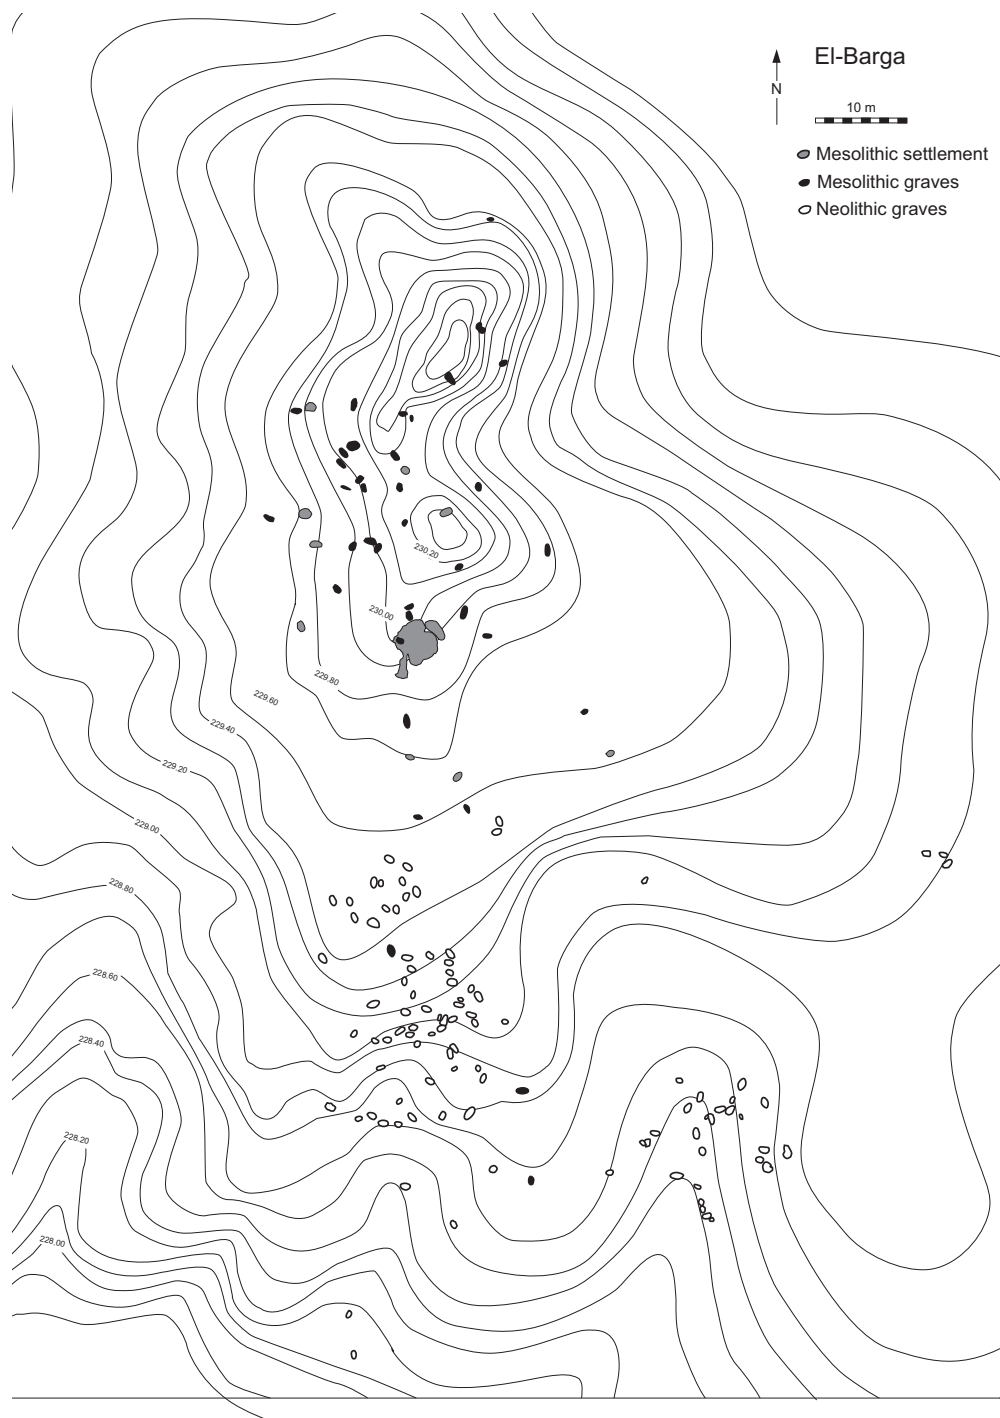 El-Barga
N
10 m
Mesolithic settlement
Mesolithic graves
Neolithic graves
230.20
230.00
229.80
229.60
229.40
229.20
229.00
228.80
228.60
228.40
228.20
228.00